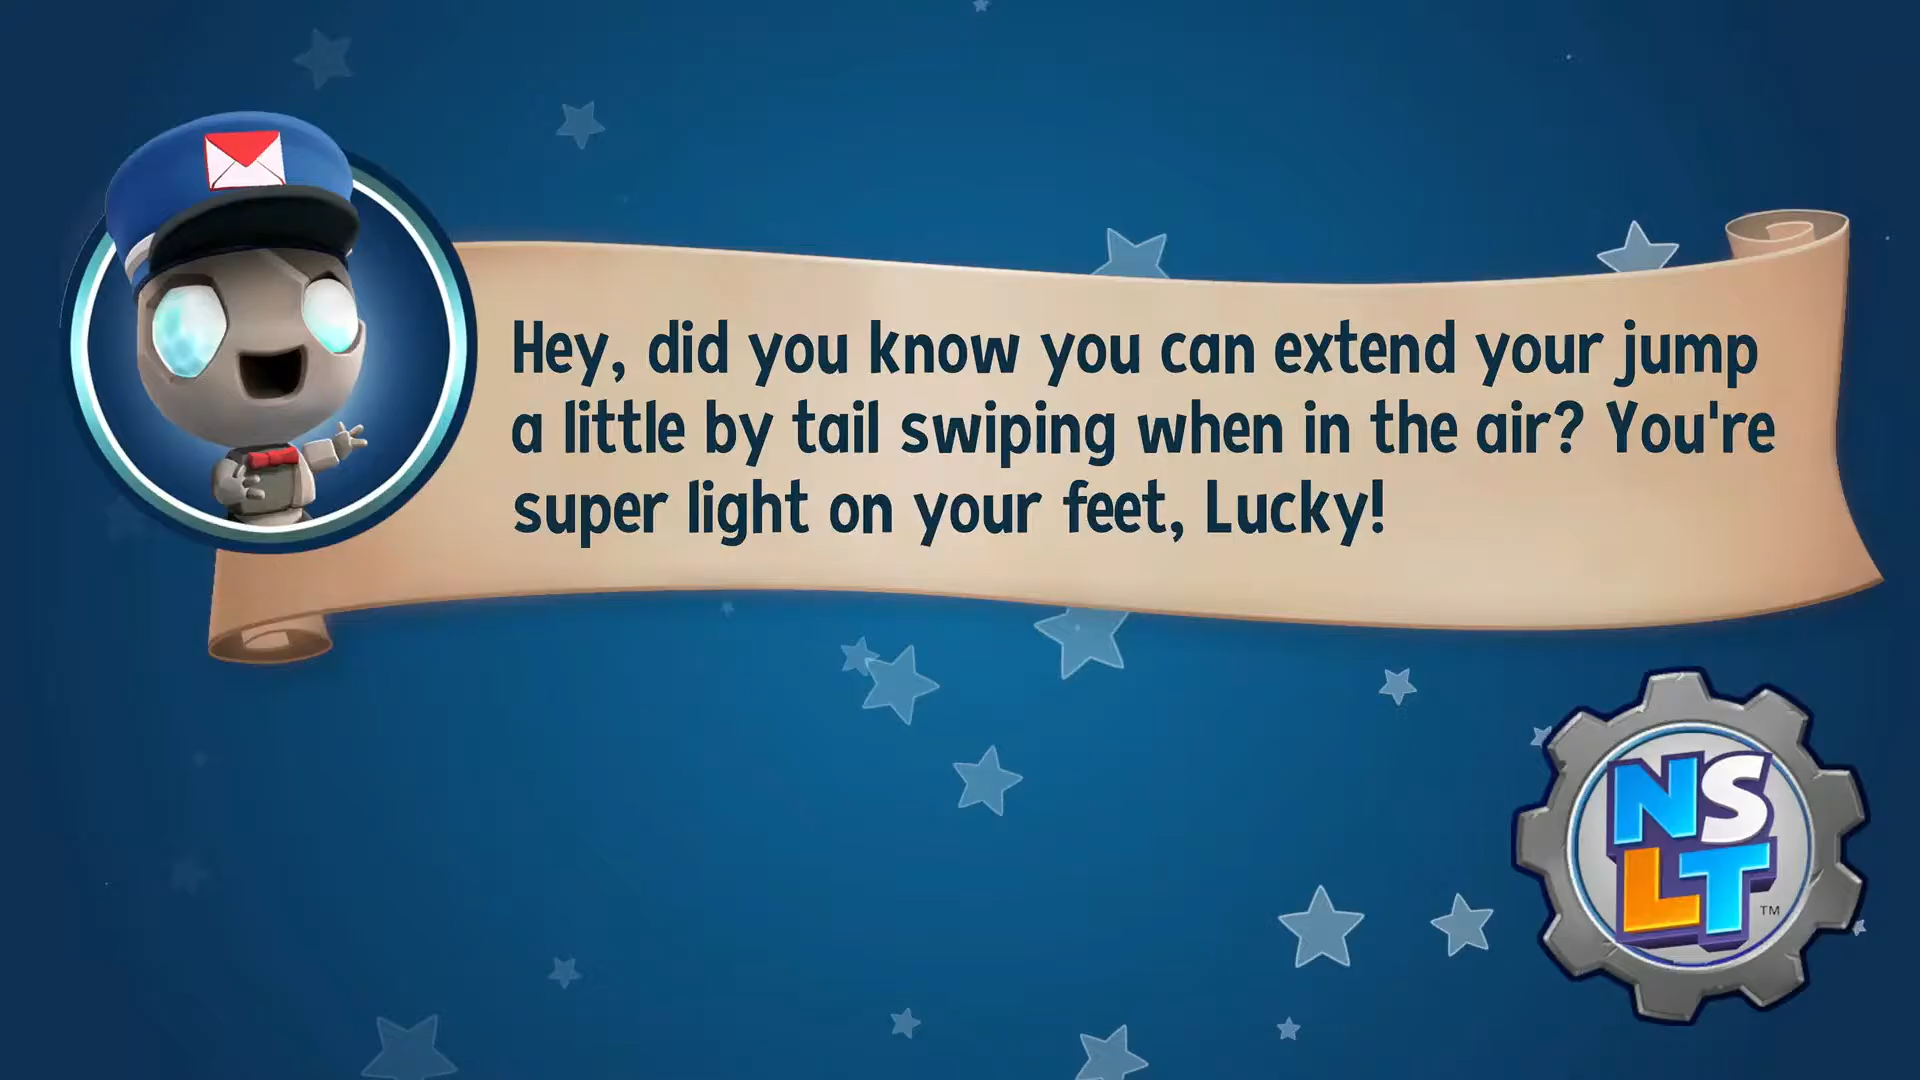 Hey, did you know you can extend your jump
a little by tail swiping when in the air? You're
super light on your feet, Lucky!
NS
LT
TM